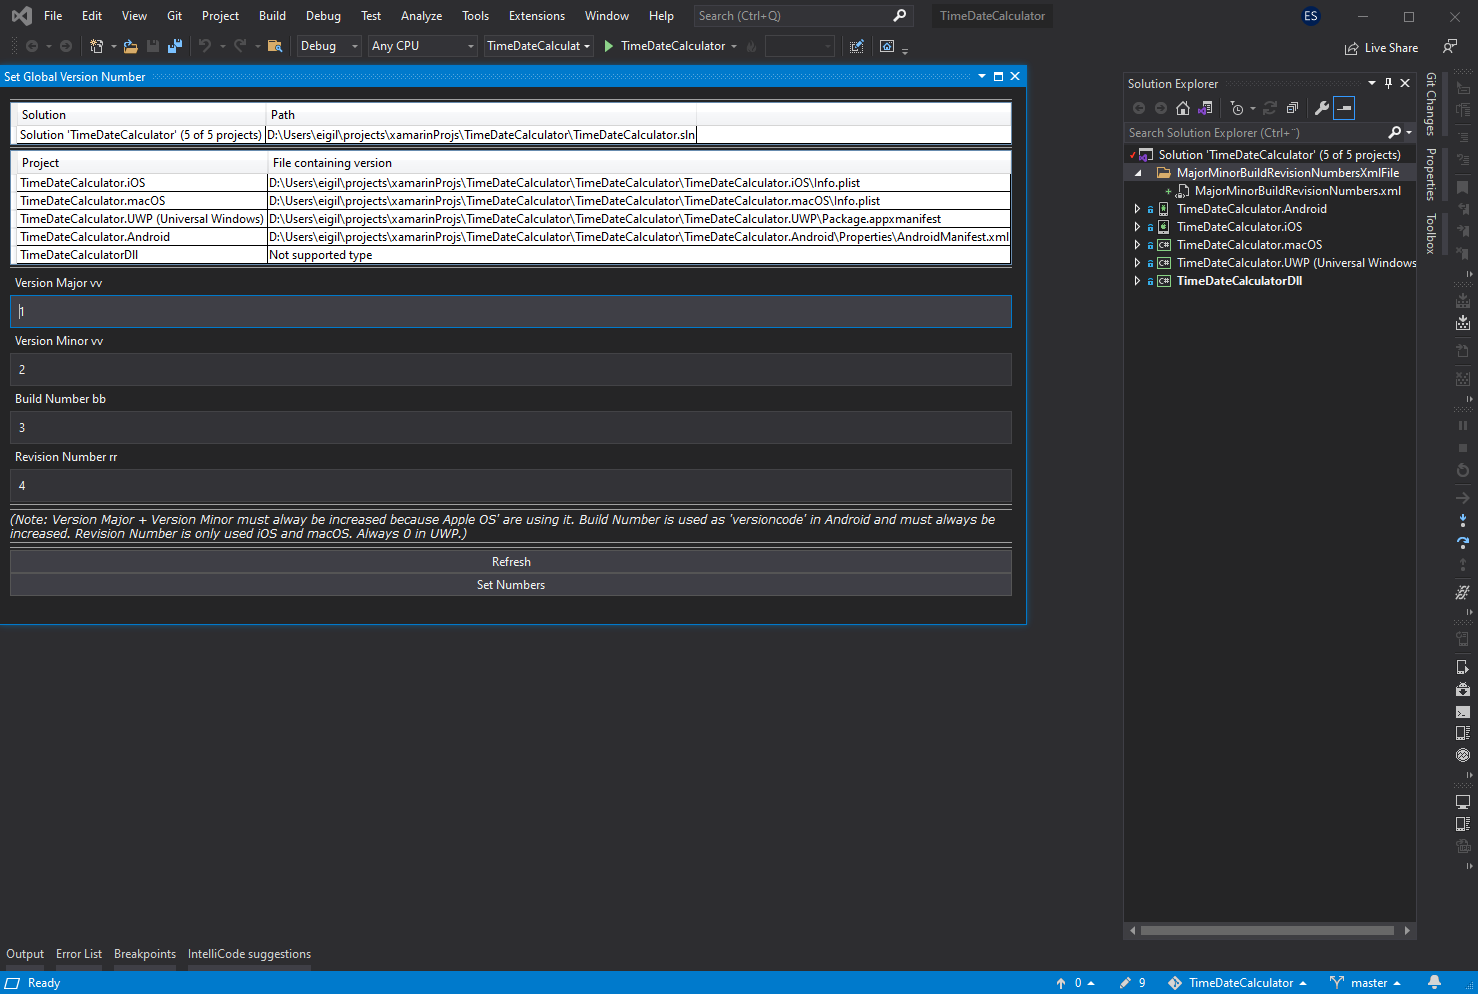 File Edit View Git Project Build Debug Test Analyze Tools Extensions Window Help Search (Ctrl+Q) TimeDateCalculator ES
Debug Any CPU TimeDateCalculat TimeDateCalculator Live Share
Set Global Version Number
Solution Path
Solution 'TimeDateCalculator' (5 of 5 projects) D:\Users\eigil\projects\xamarinProjs\TimeDateCalculator\TimeDateCalculator.sln
Project File containing version
TimeDateCalculator.iOS D:\Users\eigil\projects\xamarinProjs\TimeDateCalculator\TimeDateCalculator\TimeDateCalculator.iOS\Info.plist
TimeDateCalculator.macOS D:\Users\eigil\projects\xamarinProjs\TimeDateCalculator\TimeDateCalculator\TimeDateCalculator.macOS\Info.plist
TimeDateCalculator.UWP (Universal Windows) D:\Users\eigil\projects\xamarinProjs\TimeDateCalculator\TimeDateCalculator\TimeDateCalculator.UWP\Package.appxmanifest
TimeDateCalculator.Android D:\Users\eigil\projects\xamarinProjs\TimeDateCalculator\TimeDateCalculator\TimeDateCalculator.Android\Properties\AndroidManifest.xml
TimeDateCalculatorDll Not supported type
Version Major vv
1
Version Minor vv
2
Build Number bb
3
Revision Number rr
4
(Note: Version Major + Version Minor must alway be increased because Apple OS' are using it. Build Number is used as 'versioncode' in Android and must always be
increased. Revision Number is only used iOS and macOS. Always 0 in UWP.)
Refresh
Set Numbers
Solution Explorer
Search Solution Explorer (Ctrl+¨)
Solution 'TimeDateCalculator' (5 of 5 projects)
MajorMinorBuildRevisionNumbersXmlFile
MajorMinorBuildRevisionNumbers.xml
TimeDateCalculator.Android
TimeDateCalculator.iOS
C# TimeDateCalculator.macOS
C# TimeDateCalculator.UWP (Universal Windows
C# TimeDateCalculatorDll
Git Changes
Properties
Toolbox
Output Error List Breakpoints IntelliCode suggestions
Ready 0 9 TimeDateCalculator master